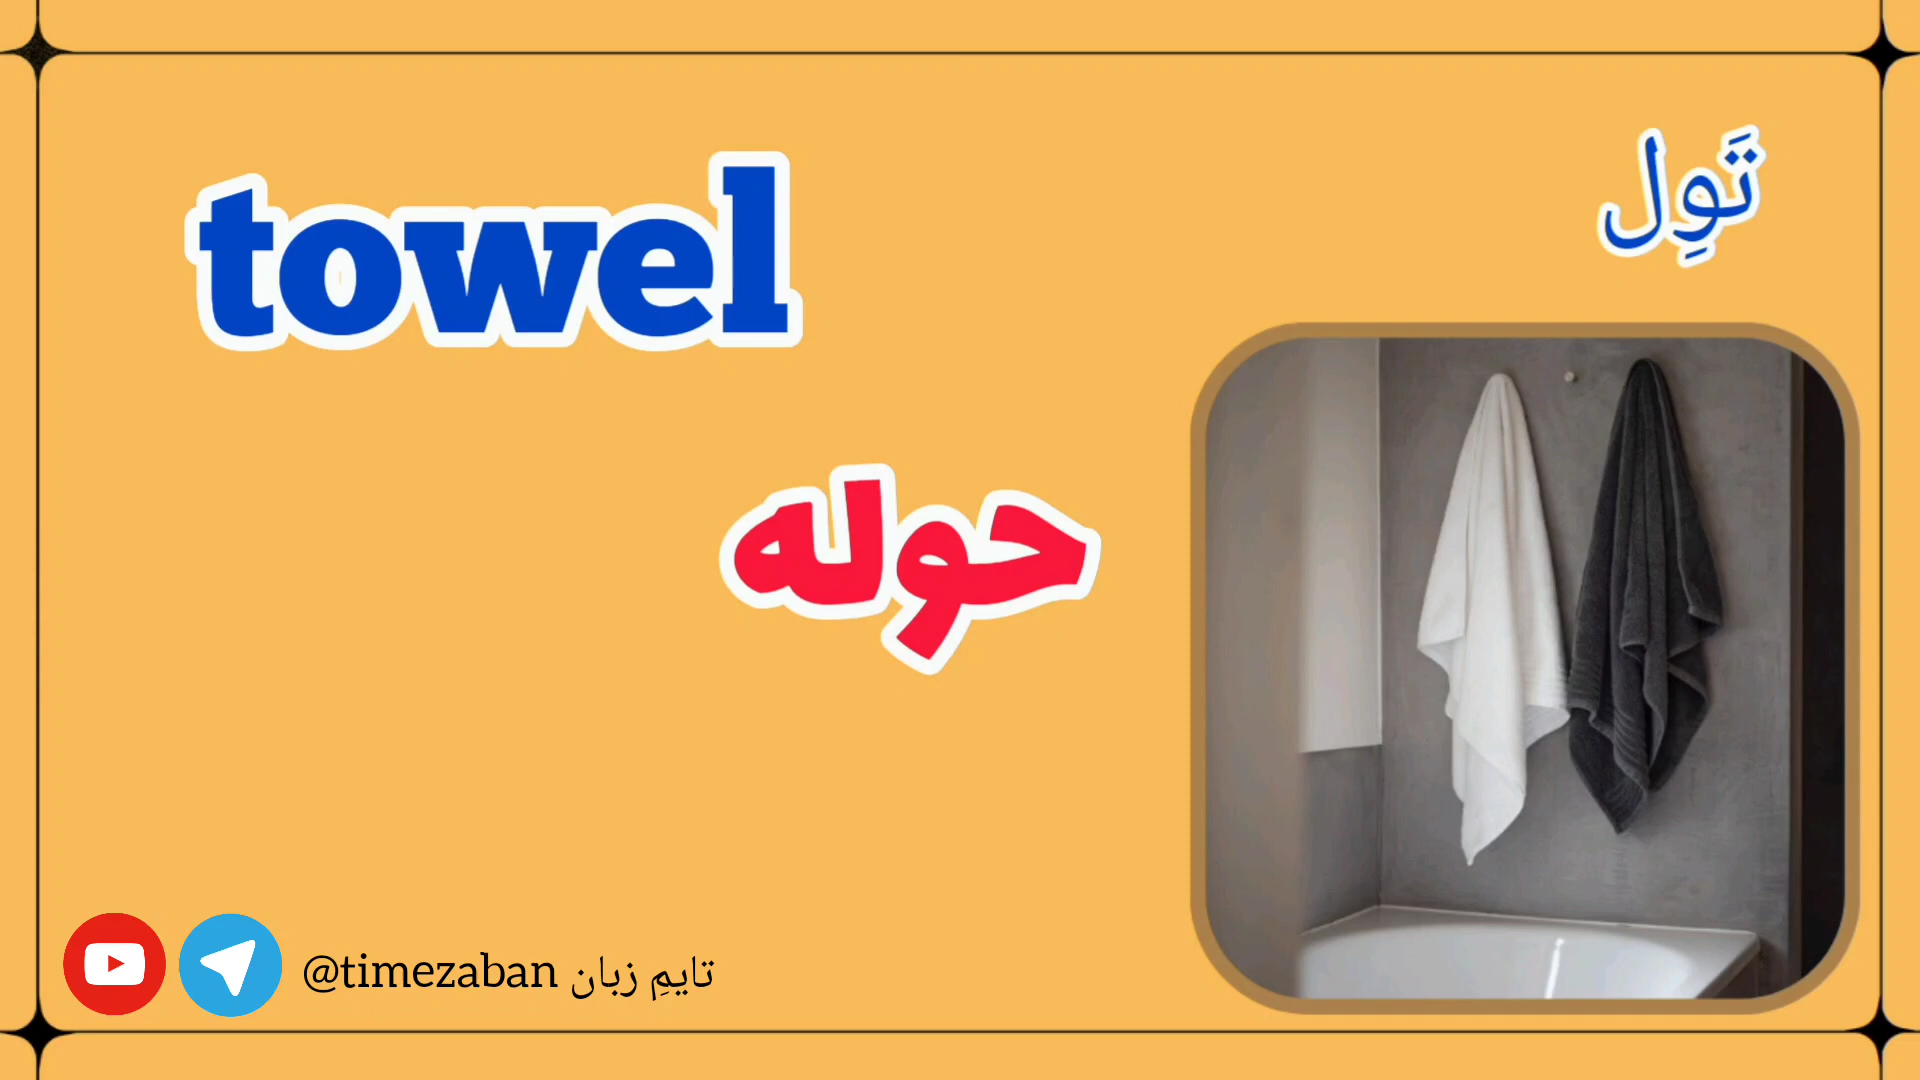 towel
تَوِل
حوله
@timezaban تایمِ زبان